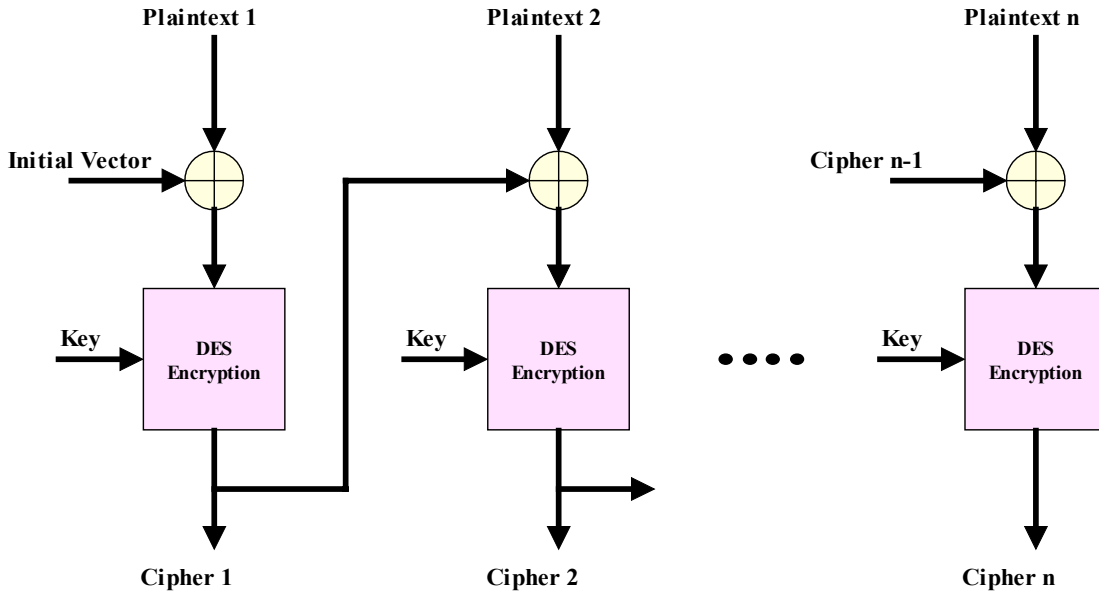 Plaintext 1
Plaintext 2
Plaintext n
Initial Vector
Cipher n-1
Key
DES
Encryption
Key
DES
Encryption
Key
DES
Encryption
Cipher 1
Cipher 2
Cipher n